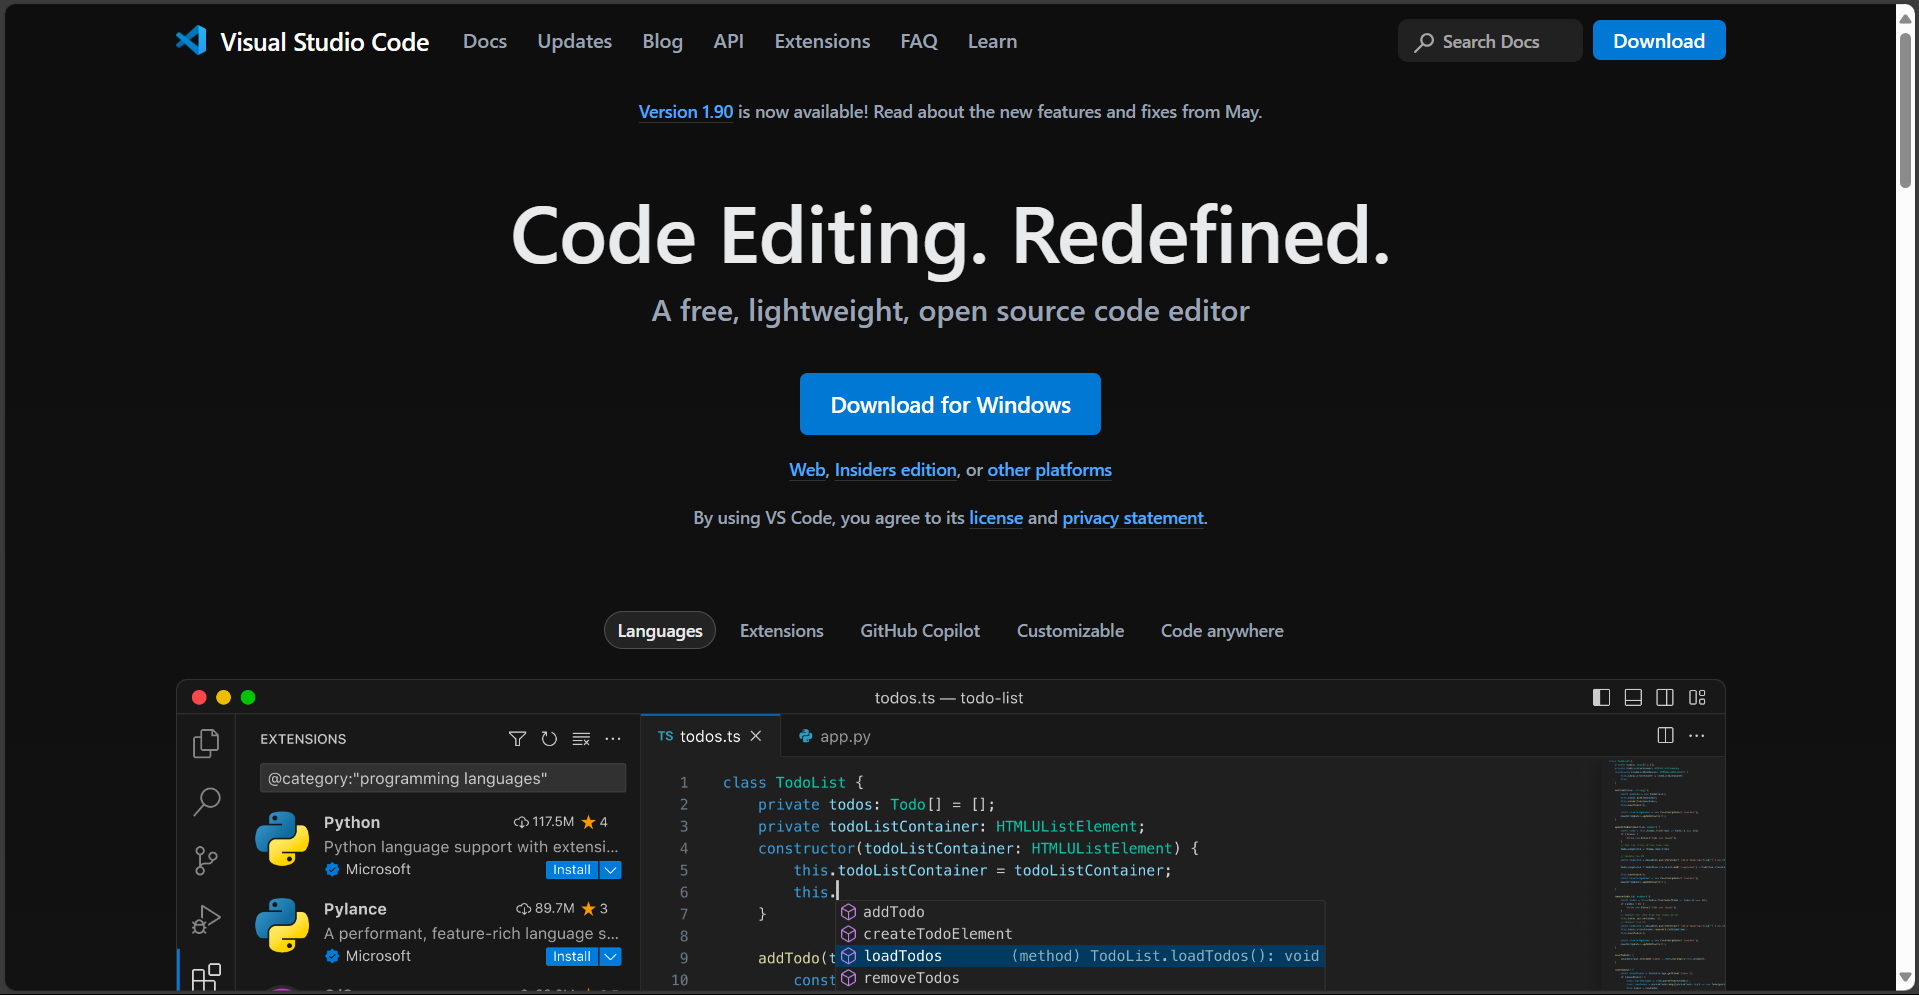 Visual Studio Code Docs Updates Blog API Extensions FAQ Learn Search Docs Download
Version 1.90 is now available! Read about the new features and fixes from May.
Code Editing. Redefined.
A free, lightweight, open source code editor
Download for Windows
Web, Insiders edition, or other platforms
By using VS Code, you agree to its license and privacy statement.
Languages Extensions GitHub Copilot Customizable Code anywhere
todos.ts — todo-list
EXTENSIONS
@category:"programming languages"
Python 117.5M ★ 4
Python language support with extensi...
Microsoft Install
Pylance 89.7M ★ 3
A performant, feature-rich language s...
Microsoft Install
TS todos.ts app.py
1 class TodoList {
2 private todos: Todo[] = [];
3 private todoListContainer: HTMLUListElement;
4 constructor(todoListContainer: HTMLUListElement) {
5 this.todoListContainer = todoListContainer;
6 this.
7 }
8
9 addTodo(t
10 const
addTodo
createTodoElement
loadTodos (method) TodoList.loadTodos(): void
removeTodos